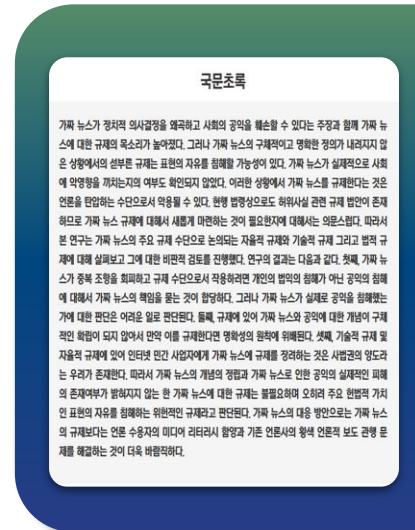 국문초록
가짜 뉴스가 정치적 의사결정을 왜곡하고 사회의 공익을 훼손할 수 있다는 주장과 함께 가짜 뉴
스에 대한 규제의 목소리가 높아졌다. 그러나 가짜 뉴스의 구체적이고 명확한 정의가 내려지지 않
은 상황에서의 섣부른 규제는 표현의 자유를 침해할 가능성이 있다. 가짜 뉴스가 실제적으로 사회
에 악영향을 끼치는지의 여부도 확인되지 않았다. 이러한 상황에서 가짜 뉴스를 규제한다는 것은
언론을 탄압하는 수단으로서 악용될 수 있다. 현행 법령상으로도 허위사실 관련 규제 법안이 존재
하므로 가짜 뉴스 규제에 대해서 새롭게 마련하는 것이 필요한지에 대해서는 의문스럽다. 따라서
본 연구는 가짜 뉴스의 주요 규제 수단으로 논의되는 자율적 규제와 기술적 규제 그리고 법적 규
제에 대해 살펴보고 그에 대한 비판적 검토를 진행했다. 연구의 결과는 다음과 같다. 첫째, 가짜 뉴
스가 중복 조항을 회피하고 규제 수단으로서 작용하려면 개인의 법익의 침해가 아닌 공익의 침해
에 대해서 가짜 뉴스의 책임을 묻는 것이 합당하다. 그러나 가짜 뉴스가 실제로 공익을 침해했는
가에 대한 판단은 어려운 일로 판단된다. 둘째, 규제에 있어 가짜 뉴스와 공익에 대한 개념이 구체
적인 확립이 되지 않아서 만약 이를 규제한다면 명확성의 원칙에 위배된다. 셋째, 기술적 규제 및
자율적 규제에 있어 인터넷 민간 사업자에게 가짜 뉴스에 규제를 장려하는 것은 사법권의 양도라
는 우려가 존재한다. 따라서 가짜 뉴스의 개념의 정립과 가짜 뉴스로 인한 공익의 실제적인 피해
의 존재여부가 밝혀지지 않는 한 가짜 뉴스에 대한 규제는 불필요하며 오히려 주요 헌법적 가치
인 표현의 자유를 침해하는 위헌적인 규제라고 판단된다. 가짜 뉴스의 대응 방안으로는 가짜 뉴스
의 규제보다는 언론 수용자의 미디어 리터러시 함양과 기존 언론사의 황색 언론적 보도 관행 문
제를 해결하는 것이 더욱 바람직하다.